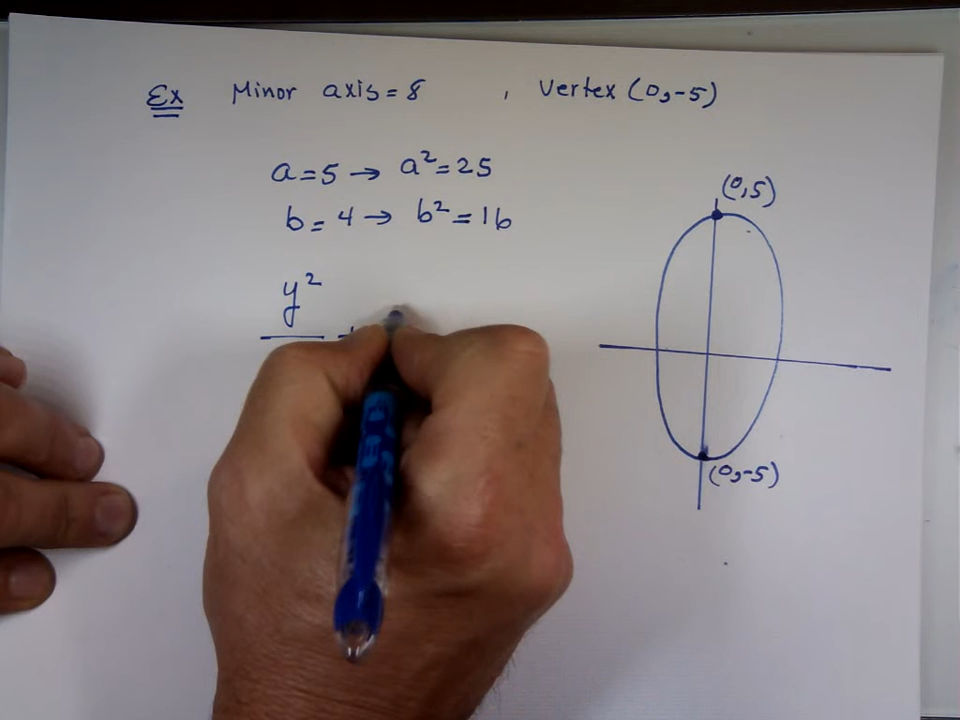 Ex Minor axis = 8 , Vertex (0,-5)
a = 5 → a² = 25
b = 4 → b² = 16
y²
(0,5)
(0,-5)